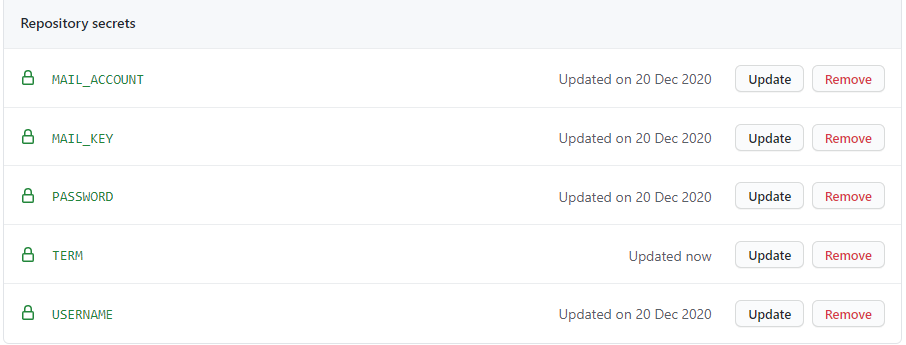 Repository secrets
MAIL_ACCOUNT Updated on 20 Dec 2020 Update Remove
MAIL_KEY Updated on 20 Dec 2020 Update Remove
PASSWORD Updated on 20 Dec 2020 Update Remove
TERM Updated now Update Remove
USERNAME Updated on 20 Dec 2020 Update Remove